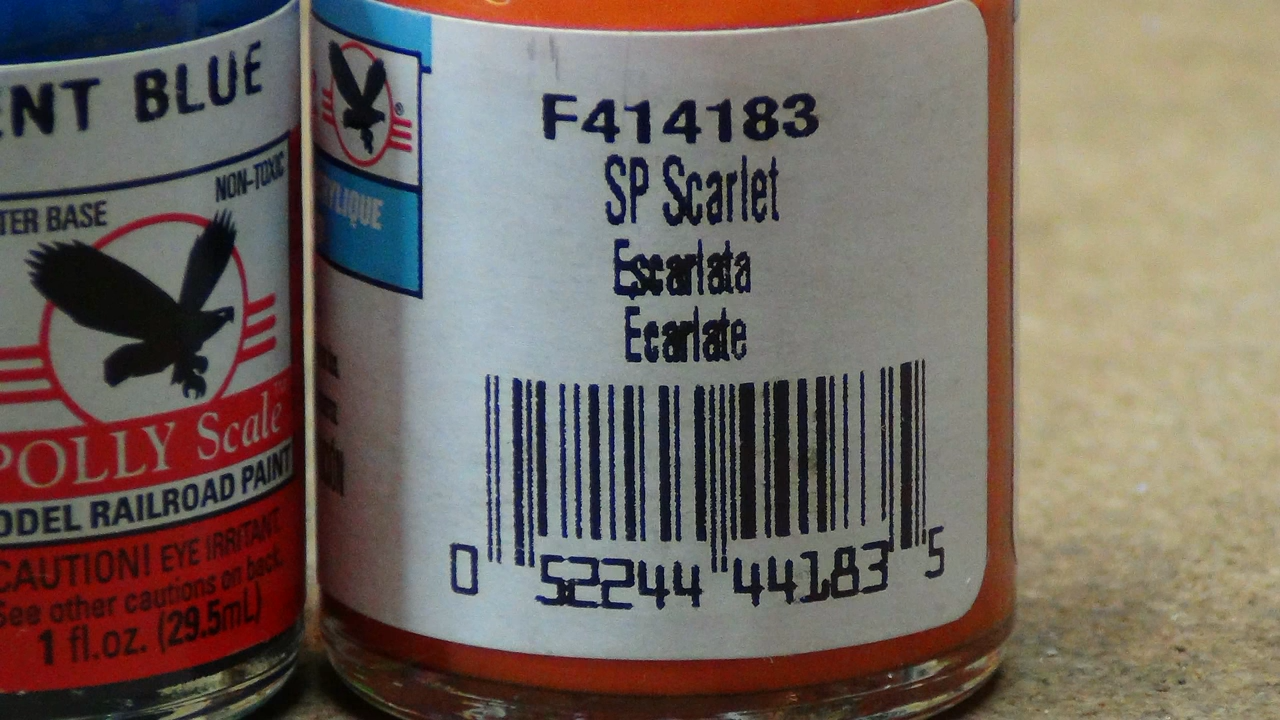 ENT BLUE
NON-TOXIC
TER BASE
POLLY Scale
ODEL RAILROAD PAINT
CAUTION! EYE IRRITANT.
See other cautions on back.
1 fl.oz. (29.5mL)
®
YLIQUE
F414183
SP Scarlet
Escarlata
Ecarlate
0 52244 44183 5